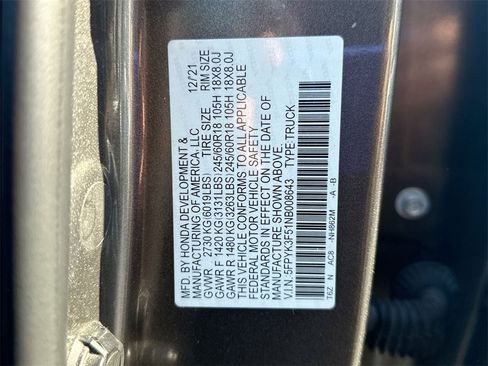 MFD.BY HONDA DEVELOPMENT & 12/21
MANUFACTURING OF AMERICA, LLC
GVWR 2730 KG(6019LBS) TIRE SIZE RIM SIZE
GAWR F 1420 KG(3131LBS) 245/60R18 105H 18X8.0J
GAWR R 1480 KG(3263LBS) 245/60R18 105H 18X8.0J
THIS VEHICLE CONFORMS TO ALL APPLICABLE
FEDERAL MOTOR VEHICLE SAFETY
STANDARDS IN EFFECT ON THE DATE OF
MANUFACTURE SHOWN ABOVE.
V.I.N.:5FPYK3F51NB008643 TYPE:TRUCK
T6Z N AC8 -NH862M -A -B